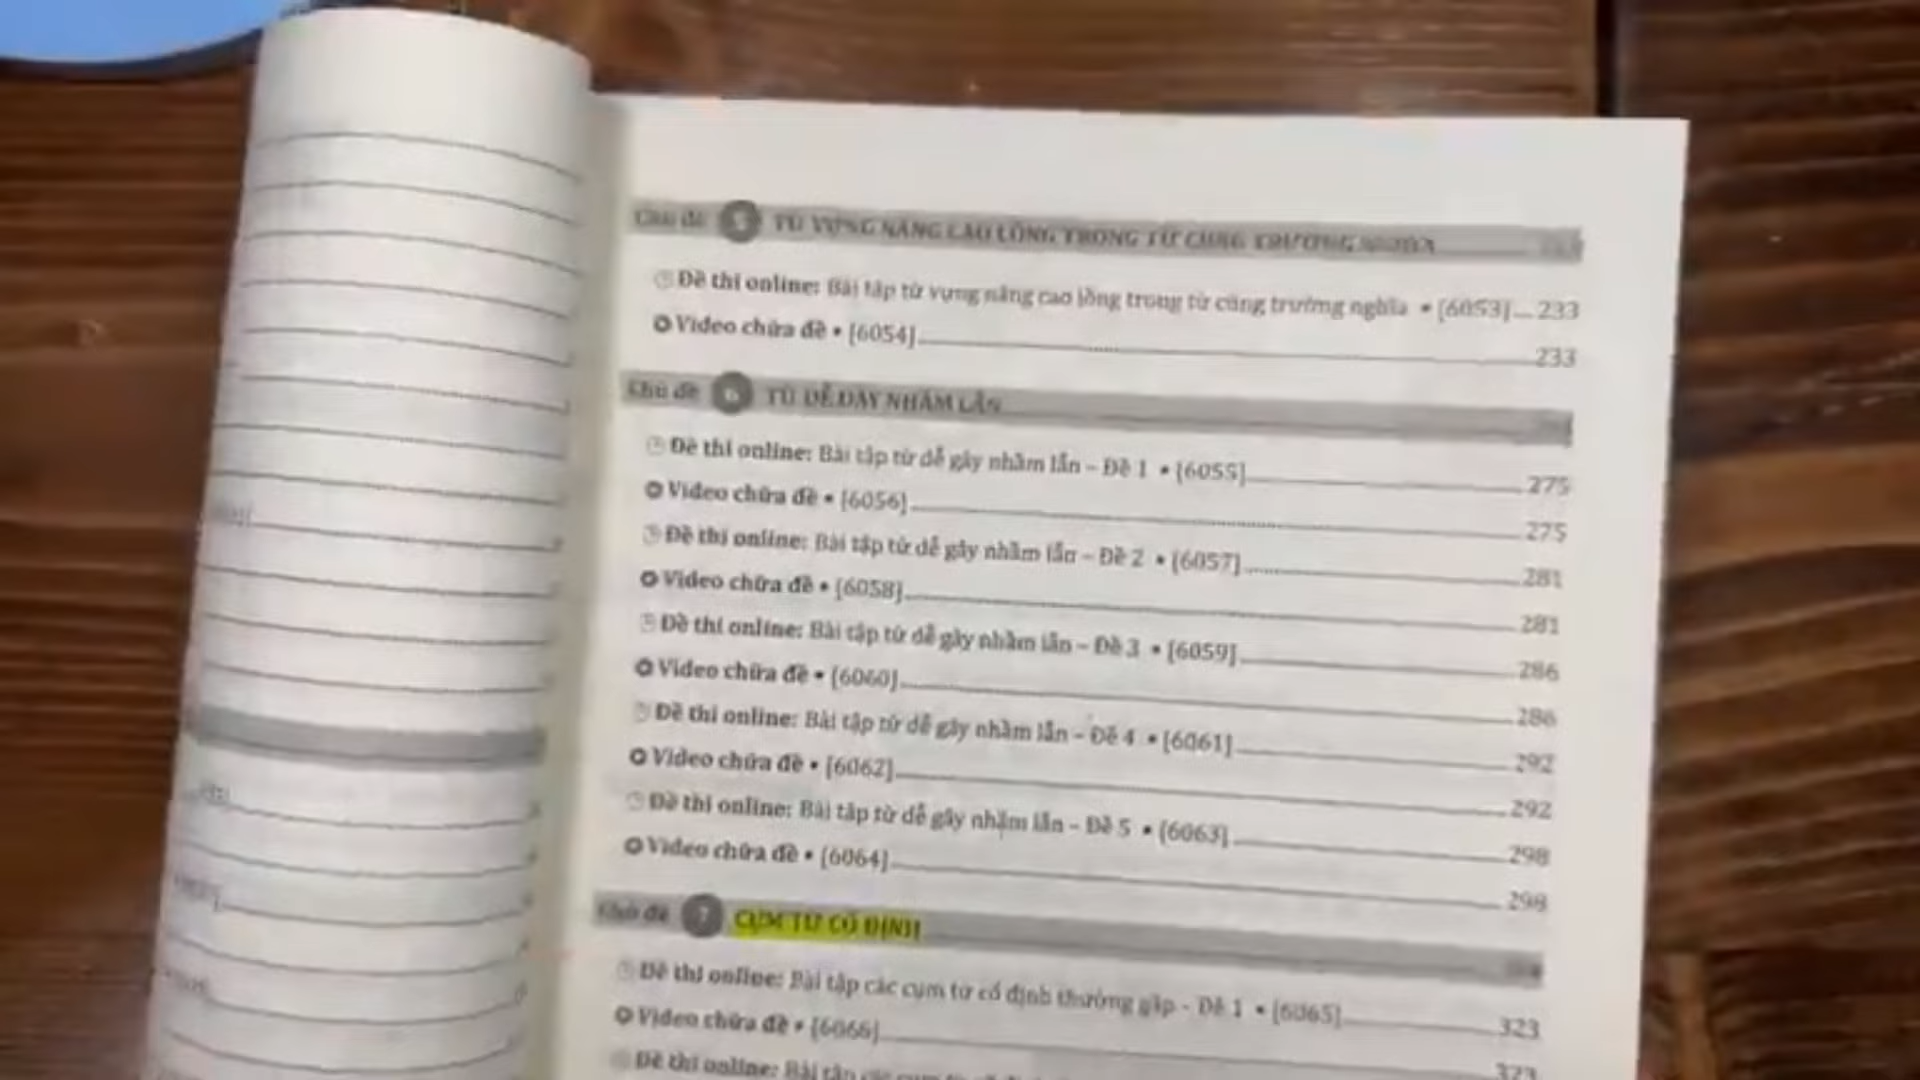 Chủ đề 5 TỪ VỰNG NÂNG CAO LỒNG TRONG TỪ CÙNG TRƯỜNG NGHĨA
Đề thi online: Bài tập từ vựng nâng cao lồng trong từ cùng trường nghĩa • [6053] 233
Video chữa đề • [6054] 233
Chủ đề 6 TỪ DỄ GÂY NHẦM LẪN
Đề thi online: Bài tập từ dễ gây nhầm lẫn – Đề 1 • [6055] 275
Video chữa đề • [6056] 275
Đề thi online: Bài tập từ dễ gây nhầm lẫn – Đề 2 • [6057] 281
Video chữa đề • [6058] 281
Đề thi online: Bài tập từ dễ gây nhầm lẫn – Đề 3 • [6059] 286
Video chữa đề • [6060] 286
Đề thi online: Bài tập từ dễ gây nhầm lẫn – Đề 4 • [6061] 292
Video chữa đề • [6062] 292
Đề thi online: Bài tập từ dễ gây nhầm lẫn – Đề 5 • [6063] 298
Video chữa đề • [6064] 298
Chủ đề 7 CỤM TỪ CỐ ĐỊNH
Đề thi online: Bài tập các cụm từ cố định thường gặp - Đề 1 • [6065] 323
Video chữa đề • [6066] 323
Đề thi online: Bài tập các cụm từ